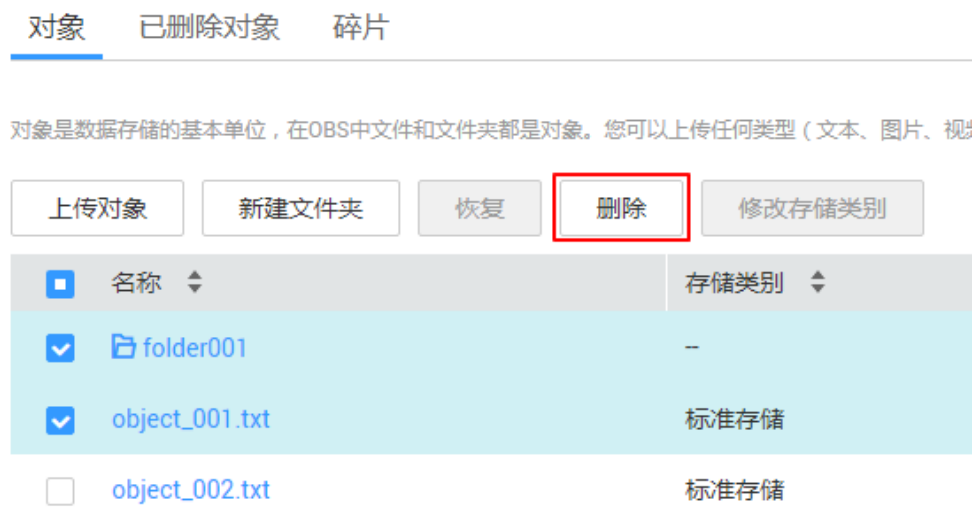 对象 已删除对象 碎片
对象是数据存储的基本单位，在OBS中文件和文件夹都是对象。您可以上传任何类型（文本、图片、视频
上传对象 新建文件夹 恢复 删除 修改存储类别
名称 存储类别
folder001 --
object_001.txt 标准存储
object_002.txt 标准存储